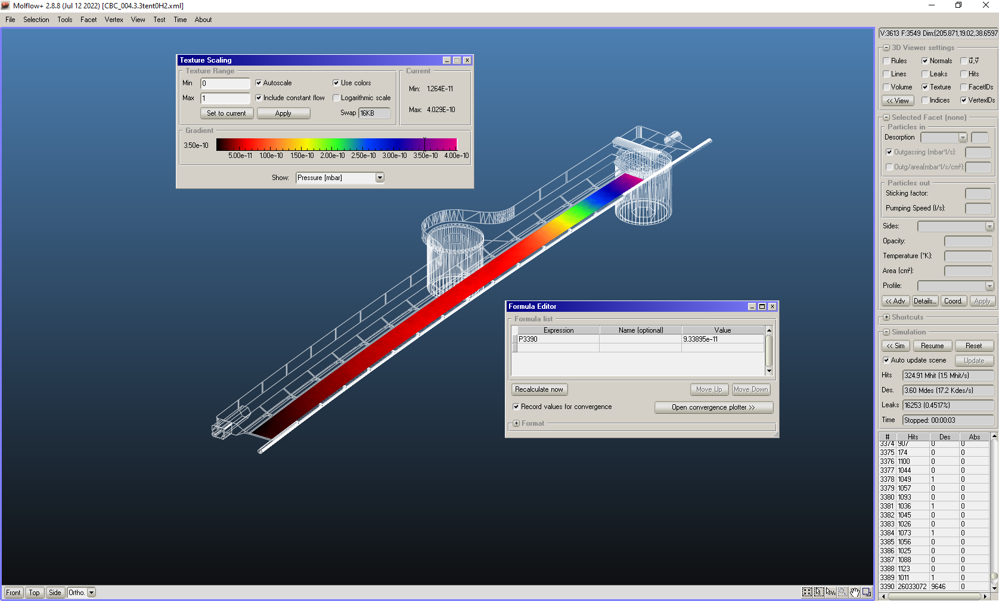 Molflow+ 2.8.8 (Jul 12 2022) [CBC_004.3.3tent0H2.xml]
File Selection Tools Facet Vertex View Test Time About
V:3613 F:3549 Dim:(205.871,19.02,38.6597
3D Viewer settings
Rules Normals u,v
Lines Leaks Hits
Volume Texture FacetIDs
<< View Indices VertexIDs
Selected Facet (none)
Particles in
Desorption
Outgassing (mbar*l/s):
Outg/area(mbar*l/s/cm²):
Particles out
Sticking factor:
Pumping Speed (l/s):
Sides:
Opacity:
Temperature (°K):
Area (cm²):
Profile:
<< Adv Details... Coord. Apply
Shortcuts
Simulation
<< Sim Resume Reset
Auto update scene Update
Hits 324.91 Mhit (1.5 Mhit/s)
Des. 3.60 Mdes (17.2 Kdes/s)
Leaks 16253 (0.4517%)
Time Stopped: 00:00:03
# Hits Des Abs
3374 907 0 0
3375 174 0 0
3376 1100 0 0
3377 1044 0 0
3378 1049 1 0
3379 1057 0 0
3380 1093 0 0
3381 1036 1 0
3382 1045 0 0
3383 1026 0 0
3384 1073 1 0
3385 1056 0 0
3386 1025 0 0
3387 1088 0 0
3388 1123 0 0
3389 1011 1 0
3390 26033072 9646 0
Texture Scaling
Texture Range
Min 0 Autoscale Use colors
Max 1 Include constant flow Logarithmic scale
Set to current Apply Swap 16KB
Current
Min: 1.264E-11
Max: 4.029E-10
Gradient
3.50e-10
5.00e-11 1.00e-10 1.50e-10 2.00e-10 2.50e-10 3.00e-10 3.50e-10 4.00e-10
Show: Pressure [mbar]
Formula Editor
Formula list
Expression Name (optional) Value
P3390 9.33895e-11
Recalculate now Move Up Move Down
Record values for convergence Open convergence plotter >>
Format
Front Top Side Ortho.